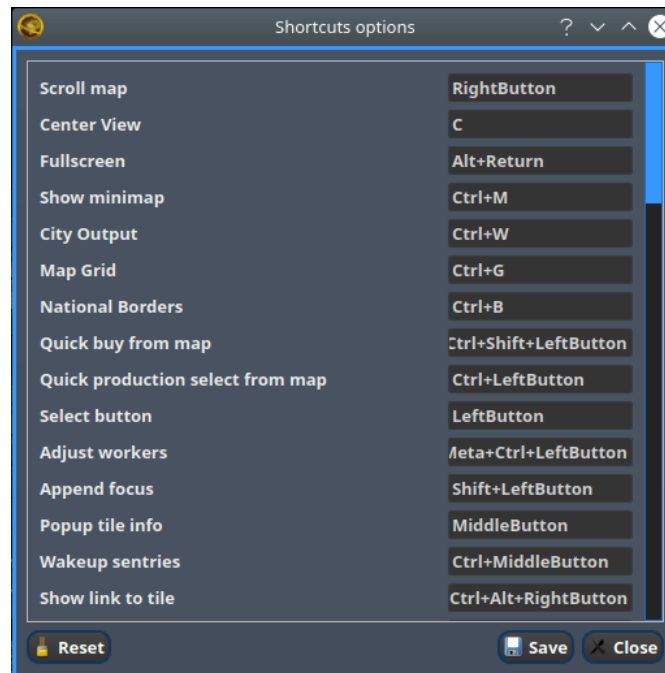 Shortcuts options
Scroll map RightButton
Center View C
Fullscreen Alt+Return
Show minimap Ctrl+M
City Output Ctrl+W
Map Grid Ctrl+G
National Borders Ctrl+B
Quick buy from map Ctrl+Shift+LeftButton
Quick production select from map Ctrl+LeftButton
Select button LeftButton
Adjust workers Meta+Ctrl+LeftButton
Append focus Shift+LeftButton
Popup tile info MiddleButton
Wakeup sentries Ctrl+MiddleButton
Show link to tile Ctrl+Alt+RightButton
Reset Save Close